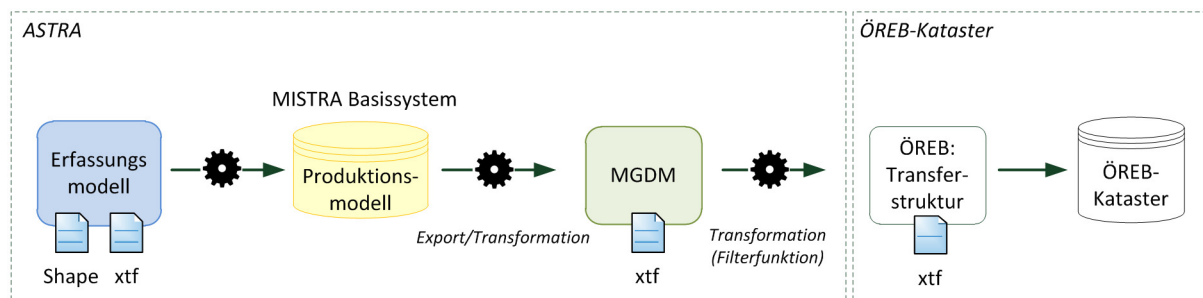 ASTRA
ÖREB-Kataster
MISTRA Basissystem
Erfassungs
modell
Produktions-
modell
MGDM
ÖREB:
Transfer-
struktur
ÖREB-
Kataster
Export/Transformation
Transformation
(Filterfunktion)
Shape xtf
xtf
xtf